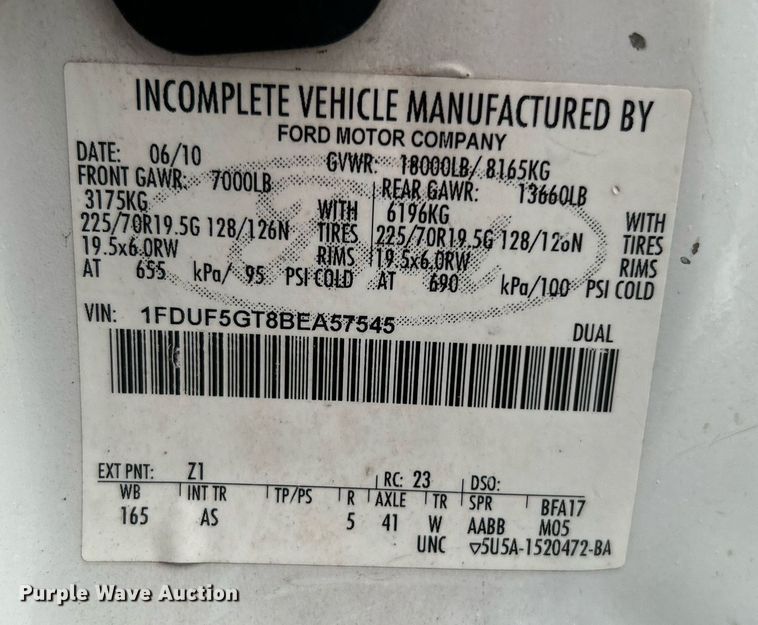 INCOMPLETE VEHICLE MANUFACTURED BY
FORD MOTOR COMPANY
DATE: 06/10 GVWR: 18000LB/ 8165KG
FRONT GAWR: 7000LB REAR GAWR: 13660LB
3175KG WITH 6196KG WITH
225/70R19.5G 128/126N TIRES 225/70R19.5G 128/126N TIRES
19.5x6.0RW RIMS 19.5x6.0RW RIMS
AT 655 kPa/ 95 PSI COLD AT 690 kPa/100 PSI COLD
VIN: 1FDUF5GT8BEA57545 DUAL
EXT PNT: Z1 RC: 23 DSO:
WB INT TR TP/PS R AXLE TR SPR BFA17
165 AS 5 41 W AABB M05
UNC ▽5U5A-1520472-BA
Purple Wave Auction